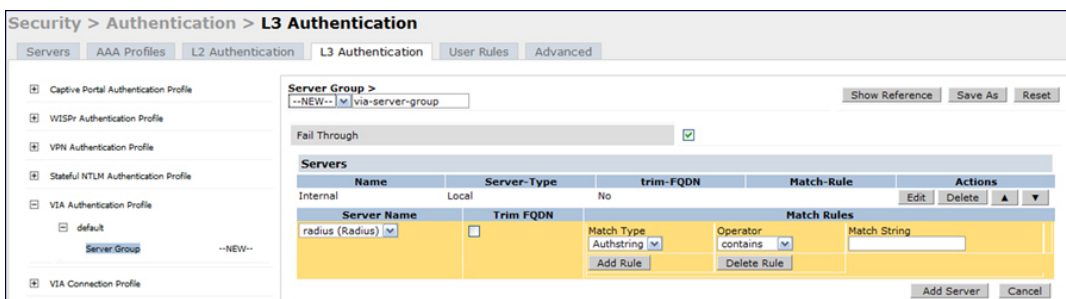 Security > Authentication > L3 Authentication
Servers AAA Profiles L2 Authentication L3 Authentication User Rules Advanced
Captive Portal Authentication Profile
WISPr Authentication Profile
VPN Authentication Profile
Stateful NTLM Authentication Profile
VIA Authentication Profile
default
Server Group --NEW--
VIA Connection Profile
Server Group >
--NEW-- via-server-group
Show Reference Save As Reset
Fail Through
Servers
Name Server-Type trim-FQDN Match-Rule Actions
Internal Local No Edit Delete
Server Name Trim FQDN Match Rules
radius (Radius) Match Type Operator Match String
Authstring contains
Add Rule Delete Rule
Add Server Cancel